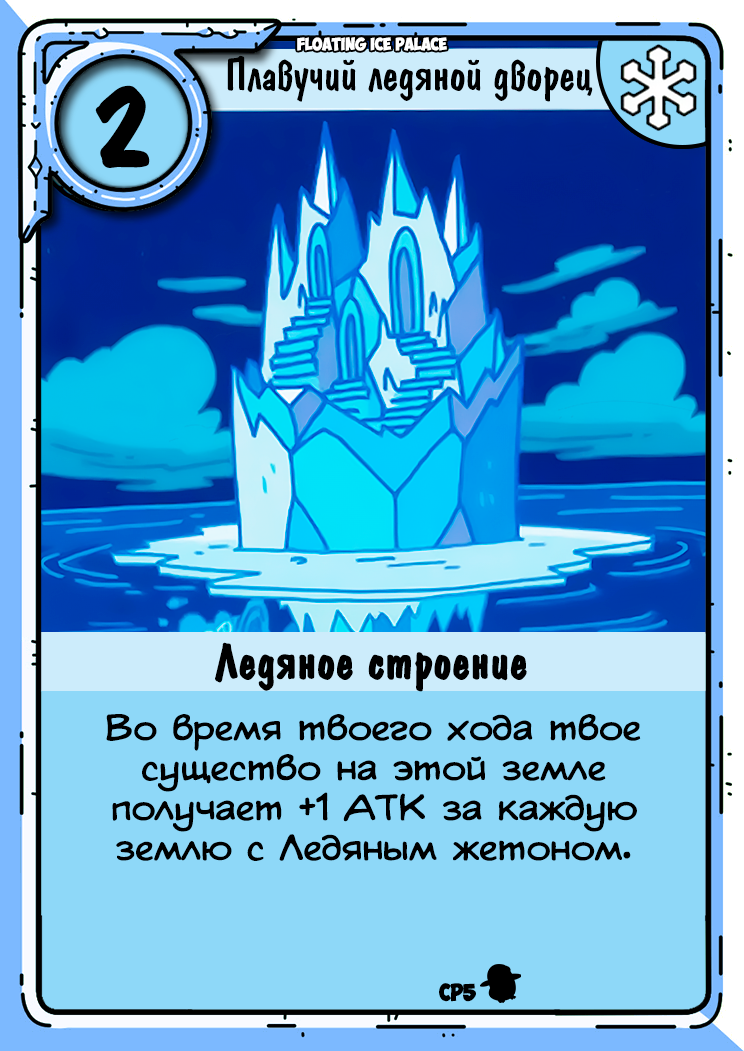 FLOATING ICE PALACE
2
Плавучий ледяной дворец
Ледяное строение
Во время твоего хода твое
существо на этой земле
получает +1 АТК за каждую
землю с Ледяным жетоном.
CP5